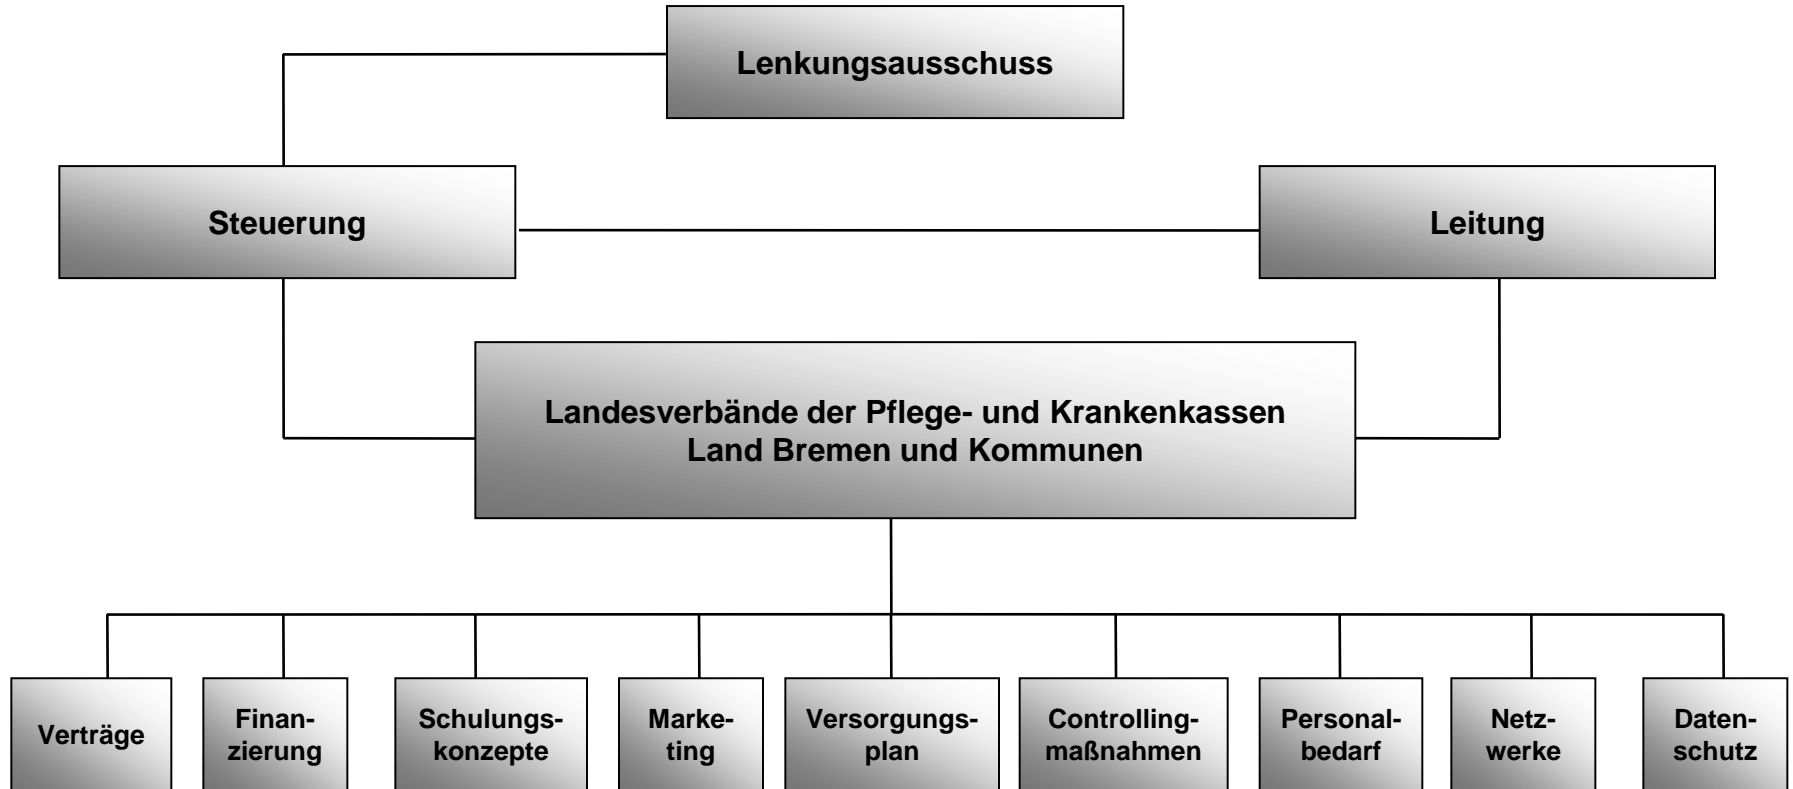 Lenkungsausschuss
Steuerung
Leitung
Landesverbände der Pflege- und Krankenkassen
Land Bremen und Kommunen
Verträge
Finan-
zierung
Schulungs-
konzepte
Marke-
ting
Versorgungs-
plan
Controlling-
maßnahmen
Personal-
bedarf
Netz-
werke
Daten-
schutz